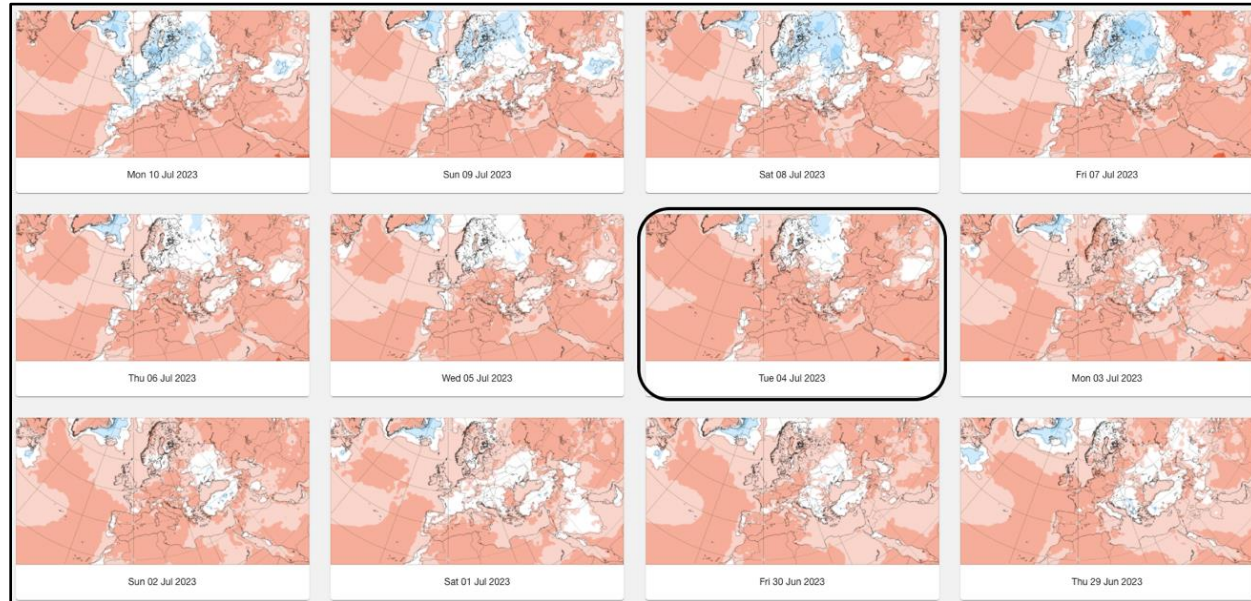 Mon 10 Jul 2023
Sun 09 Jul 2023
Sat 08 Jul 2023
Fri 07 Jul 2023
Thu 06 Jul 2023
Wed 05 Jul 2023
Tue 04 Jul 2023
Mon 03 Jul 2023
Sun 02 Jul 2023
Sat 01 Jul 2023
Fri 30 Jun 2023
Thu 29 Jun 2023